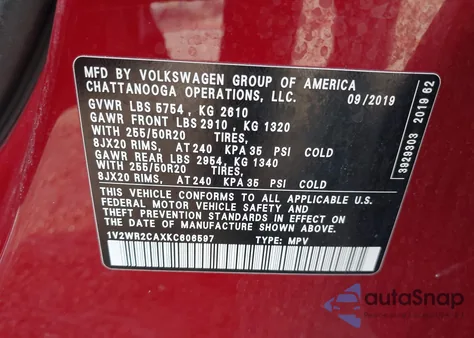 MFD BY VOLKSWAGEN GROUP OF AMERICA
CHATTANOOGA OPERATIONS, LLC. 09/2019
GVWR LBS 5754 , KG 2610
GAWR FRONT LBS 2910, KG 1320
WITH 255/50R20 TIRES,
8JX20 RIMS, AT 240 KPA 35 PSI COLD
GAWR REAR LBS 2954, KG 1340
WITH 255/50R20 TIRES,
8JX20 RIMS, AT 240 KPA 35 PSI COLD
THIS VEHICLE CONFORMS TO ALL APPLICABLE U.S.
FEDERAL MOTOR VEHICLE SAFETY STANDARDS IN EFFECT ON
THE DATE OF MANUFACTURE SHOWN ABOVE.
1V2WR2CAXKC606597 TYPE: MPV
3929303 2019 62
autoSnap